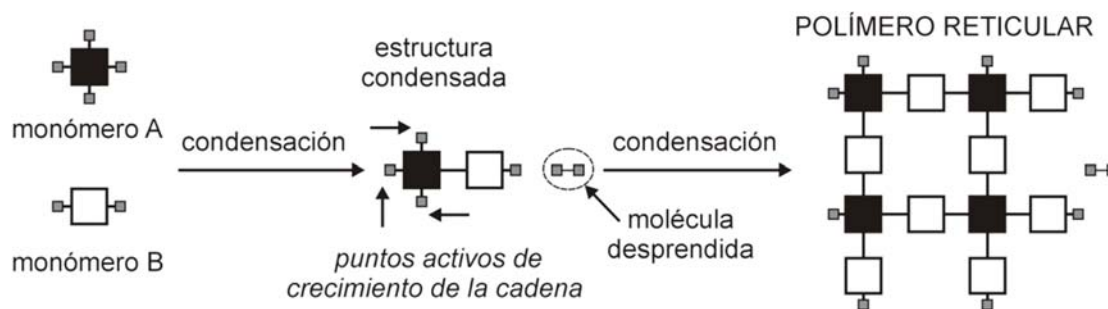 monómero A
monómero B
condensación
estructura
condensada
puntos activos de
crecimiento de la cadena
molécula
desprendida
condensación
POLÍMERO RETICULAR